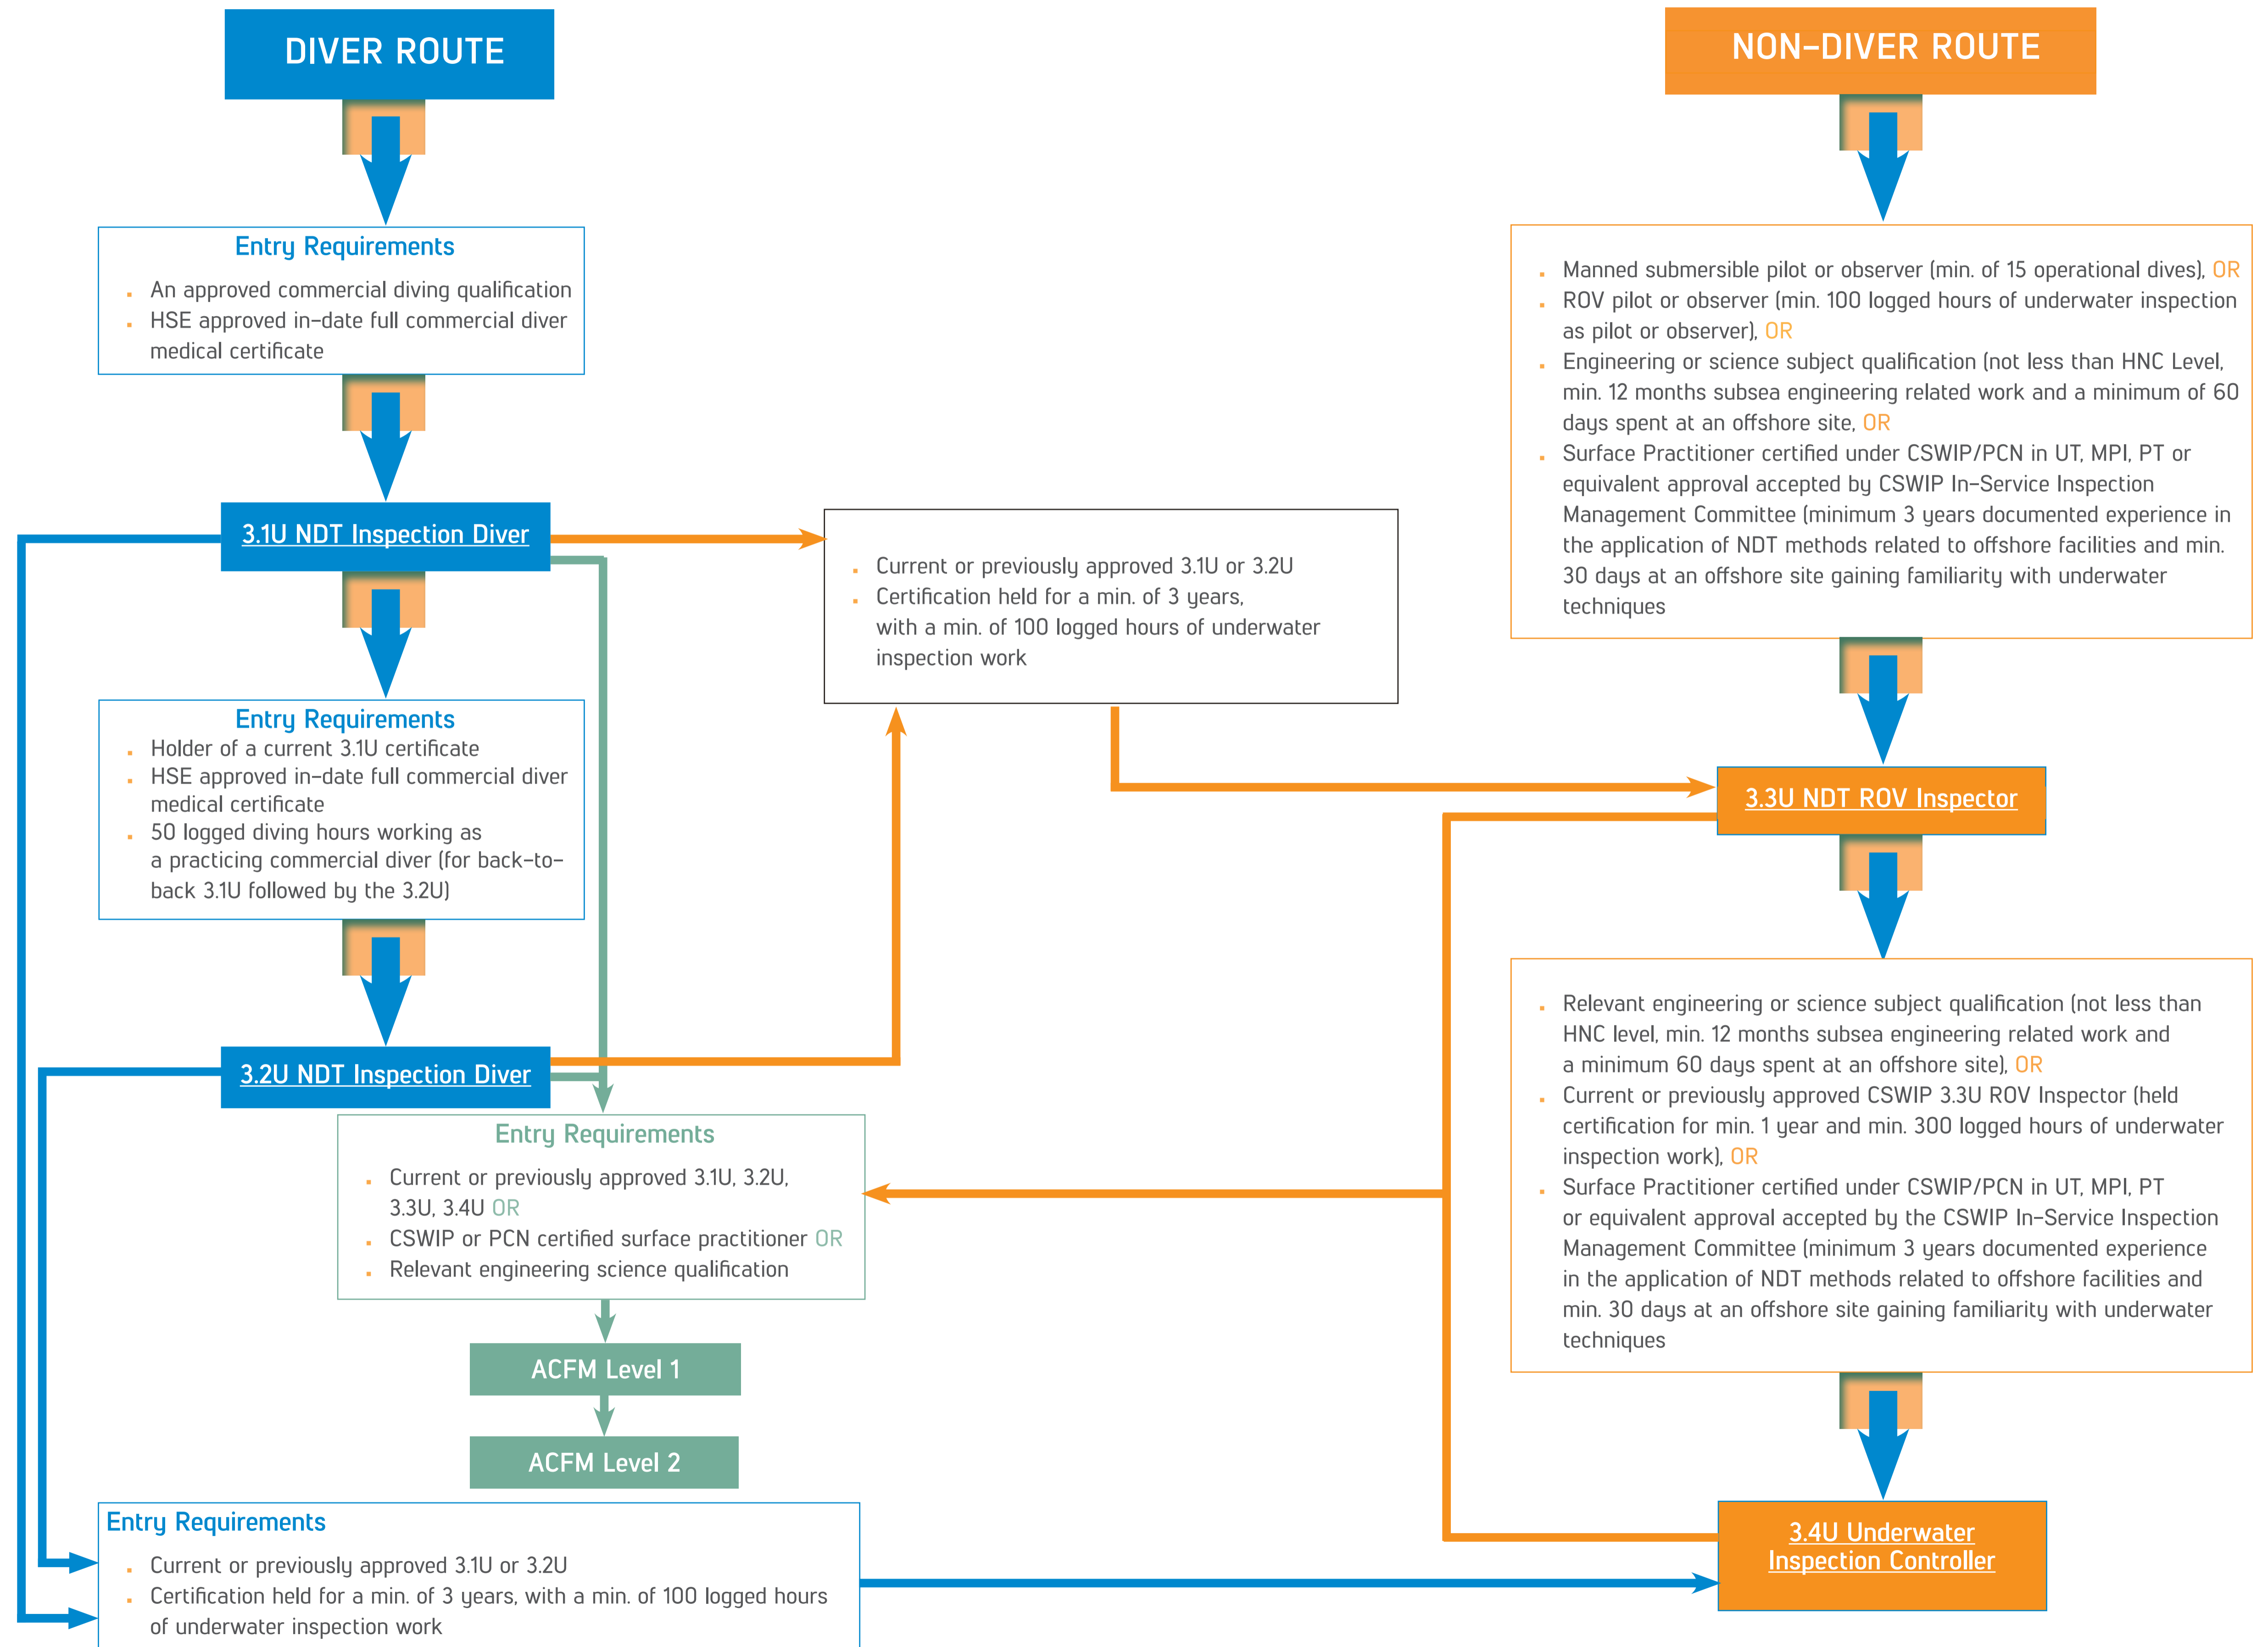 DIVER ROUTE
Entry Requirements
An approved commercial diving qualification
HSE approved in-date full commercial diver
medical certificate
3.1U NDT Inspection Diver
Entry Requirements
Holder of a current 3.1U certificate
HSE approved in-date full commercial diver
medical certificate
50 logged diving hours working as
a practicing commercial diver (for back-to-
back 3.1U followed by the 3.2U)
3.2U NDT Inspection Diver
Entry Requirements
Current or previously approved 3.1U, 3.2U,
3.3U, 3.4U OR
CSWIP or PCN certified surface practitioner OR
Relevant engineering science qualification
ACFM Level 1
ACFM Level 2
Entry Requirements
Current or previously approved 3.1U or 3.2U
Certification held for a min. of 3 years, with a min. of 100 logged hours
of underwater inspection work
Current or previously approved 3.1U or 3.2U
Certification held for a min. of 3 years,
with a min. of 100 logged hours of underwater
inspection work
NON-DIVER ROUTE
Manned submersible pilot or observer (min. of 15 operational dives), OR
ROV pilot or observer (min. 100 logged hours of underwater inspection
as pilot or observer), OR
Engineering or science subject qualification (not less than HNC Level,
min. 12 months subsea engineering related work and a minimum of 60
days spent at an offshore site, OR
Surface Practitioner certified under CSWIP/PCN in UT, MPI, PT or
equivalent approval accepted by CSWIP In-Service Inspection
Management Committee (minimum 3 years documented experience in
the application of NDT methods related to offshore facilities and min.
30 days at an offshore site gaining familiarity with underwater
techniques
3.3U NDT ROV Inspector
Relevant engineering or science subject qualification (not less than
HNC level, min. 12 months subsea engineering related work and
a minimum 60 days spent at an offshore site), OR
Current or previously approved CSWIP 3.3U ROV Inspector (held
certification for min. 1 year and min. 300 logged hours of underwater
inspection work), OR
Surface Practitioner certified under CSWIP/PCN in UT, MPI, PT
or equivalent approval accepted by the CSWIP In-Service Inspection
Management Committee (minimum 3 years documented experience
in the application of NDT methods related to offshore facilities and
min. 30 days at an offshore site gaining familiarity with underwater
techniques
3.4U Underwater
Inspection Controller